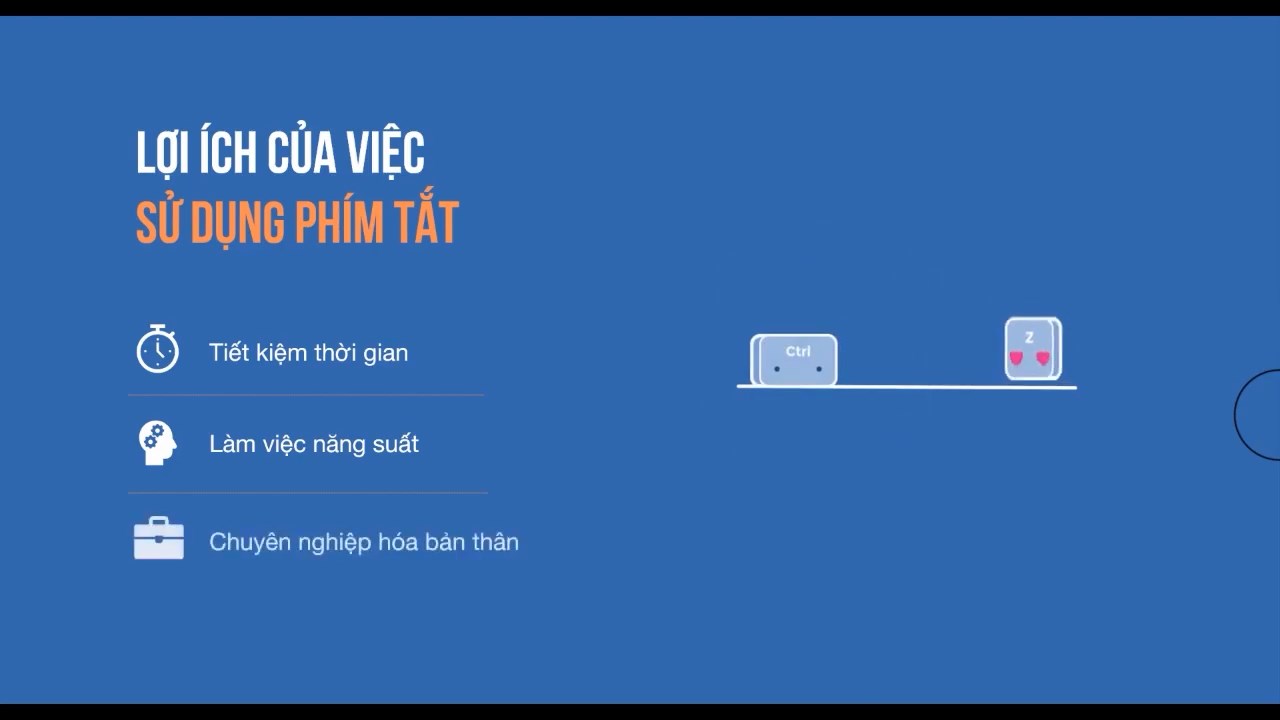 LỢI ÍCH CỦA VIỆC
SỬ DỤNG PHÍM TẮT
Tiết kiệm thời gian
Làm việc năng suất
Chuyên nghiệp hóa bản thân
Ctrl
Z